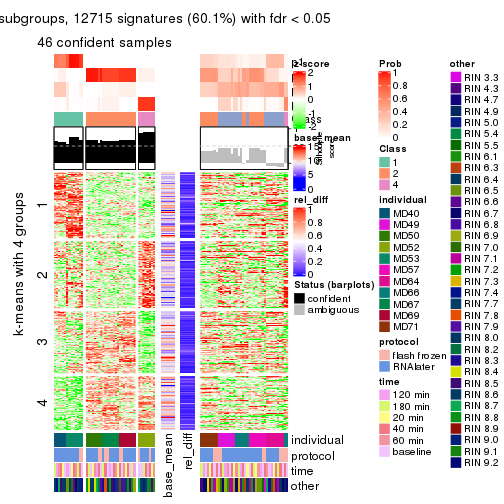 subgroups, 12715 signatures (60.1%) with fdr < 0.05
46 confident samples
k-means with 4 groups
1
2
3
4
base_mean
rel_diff
individual
protocol
time
other
z-score
2
1
0
-1
-2
base_mean
15
10
5
0
rel_diff
1
0.8
0.6
0.4
0.2
0
Status (barplots)
confident
ambiguous
Prob
1
0.8
0.6
0.4
0.2
0
Class
1
2
4
individual
MD40
MD49
MD50
MD52
MD53
MD57
MD64
MD66
MD67
MD69
MD71
protocol
flash frozen
RNAlater
time
120 min
180 min
20 min
40 min
60 min
baseline
other
RIN 3.3
RIN 4.3
RIN 4.7
RIN 4.9
RIN 5.0
RIN 5.4
RIN 5.5
RIN 6.1
RIN 6.3
RIN 6.4
RIN 6.5
RIN 6.6
RIN 6.7
RIN 6.8
RIN 6.9
RIN 7.0
RIN 7.1
RIN 7.2
RIN 7.3
RIN 7.4
RIN 7.7
RIN 7.8
RIN 7.9
RIN 8.0
RIN 8.2
RIN 8.3
RIN 8.4
RIN 8.5
RIN 8.6
RIN 8.7
RIN 8.8
RIN 8.9
RIN 9.0
RIN 9.1
RIN 9.2